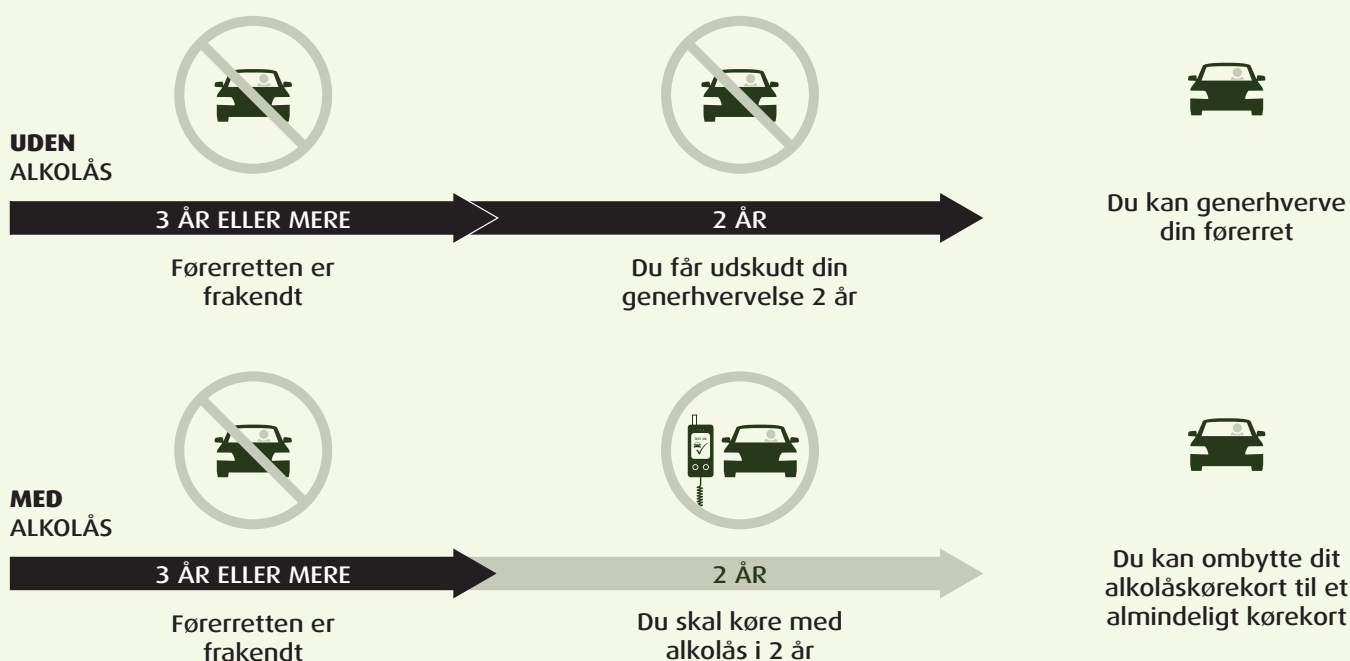 UDEN
ALKOLÅS
3 ÅR ELLER MERE
2 ÅR
Førerretten er
frakendt
Du får udskudt din
generhvervelse 2 år
Du kan generhverve
din førerret
MED
ALKOLÅS
TEST OK
3 ÅR ELLER MERE
2 ÅR
Førerretten er
frakendt
Du skal køre med
alkolås i 2 år
Du kan ombytte dit
alkolåskørekort til et
almindeligt kørekort